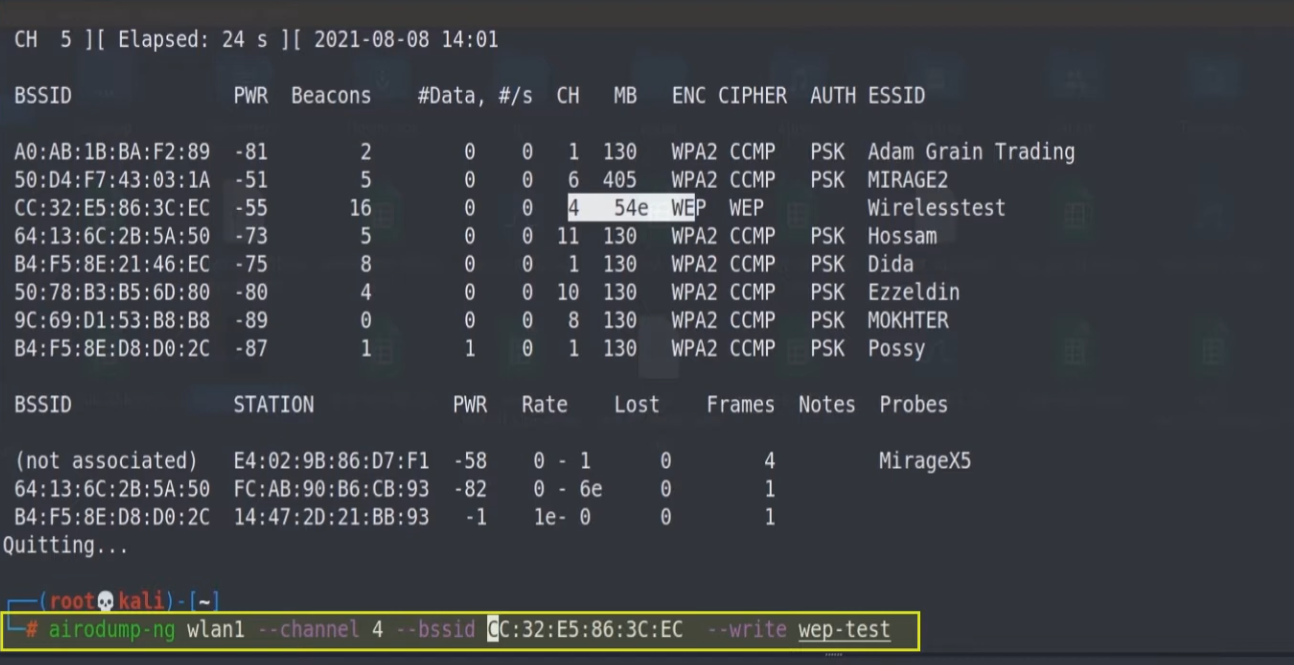 CH  5 ][ Elapsed: 24 s ][ 2021-08-08 14:01
BSSID              PWR  Beacons    #Data, #/s  CH   MB   ENC CIPHER  AUTH ESSID
A0:AB:1B:BA:F2:89  -81        2        0    0   1  130   WPA2 CCMP   PSK  Adam Grain Trading
50:D4:F7:43:03:1A  -51        5        0    0   6  405   WPA2 CCMP   PSK  MIRAGE2
CC:32:E5:86:3C:EC  -55       16        0    0   4   54e  WEP  WEP         Wirelesstest
64:13:6C:2B:5A:50  -73        5        0    0  11  130   WPA2 CCMP   PSK  Hossam
B4:F5:8E:21:46:EC  -75        8        0    0   1  130   WPA2 CCMP   PSK  Dida
50:78:B3:B5:6D:80  -80        4        0    0  10  130   WPA2 CCMP   PSK  Ezzeldin
9C:69:D1:53:B8:B8  -89        0        0    0   8  130   WPA2 CCMP   PSK  MOKHTER
B4:F5:8E:D8:D0:2C  -87        1        1    0   1  130   WPA2 CCMP   PSK  Possy
BSSID              STATION            PWR   Rate    Lost    Frames  Notes  Probes
(not associated)   E4:02:9B:86:D7:F1  -58    0 - 1      0        4         MirageX5
64:13:6C:2B:5A:50  FC:AB:90:B6:CB:93  -82    0 - 6e     0        1
B4:F5:8E:D8:D0:2C  14:47:2D:21:BB:93   -1    1e- 0      0        1
Quitting...
┌──(root💀kali)-[~]
└─# airodump-ng wlan1 --channel 4 --bssid CC:32:E5:86:3C:EC  --write wep-test